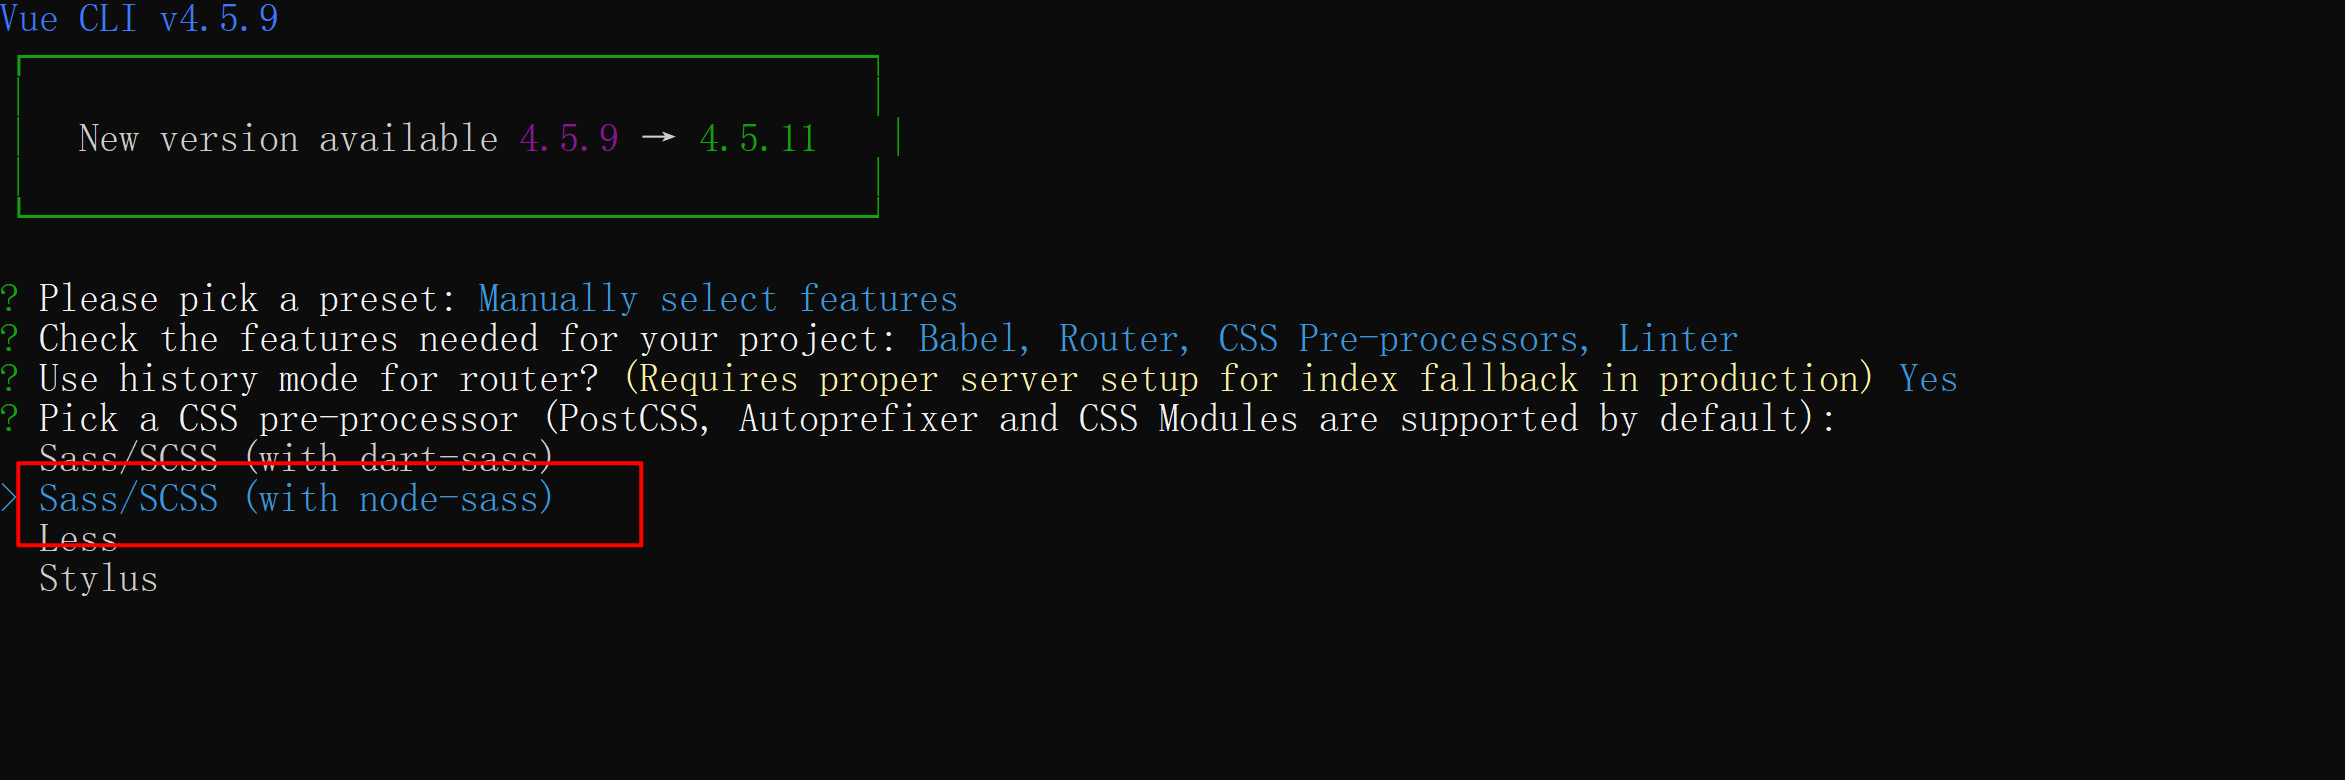 Vue CLI v4.5.9
New version available 4.5.9 → 4.5.11
? Please pick a preset: Manually select features
? Check the features needed for your project: Babel, Router, CSS Pre-processors, Linter
? Use history mode for router? (Requires proper server setup for index fallback in production) Yes
? Pick a CSS pre-processor (PostCSS, Autoprefixer and CSS Modules are supported by default):
Sass/SCSS (with dart-sass)
> Sass/SCSS (with node-sass)
Less
Stylus